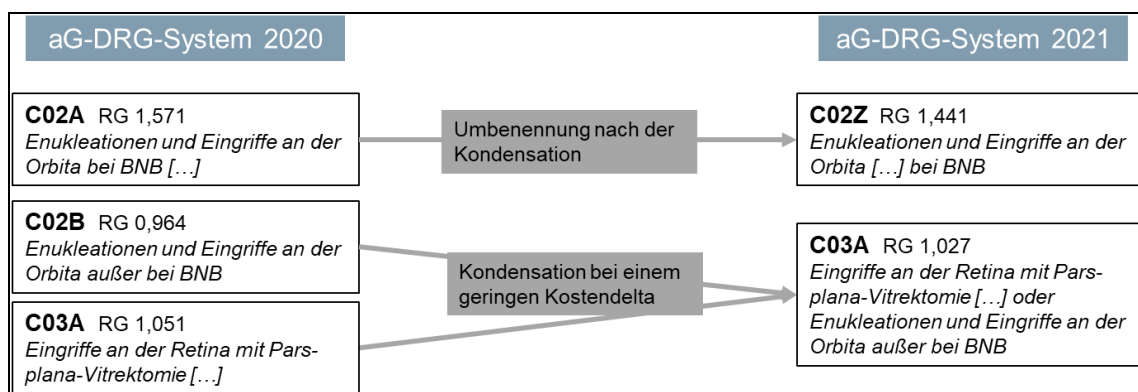 aG-DRG-System 2020
aG-DRG-System 2021
C02A RG 1,571
Enukleationen und Eingriffe an der
Orbita bei BNB […]
Umbenennung nach der
Kondensation
C02Z RG 1,441
Enukleationen und Eingriffe an der
Orbita […] bei BNB
C02B RG 0,964
Enukleationen und Eingriffe an der
Orbita außer bei BNB
Kondensation bei einem
geringen Kostendelta
C03A RG 1,027
Eingriffe an der Retina mit Pars-
plana-Vitrektomie […] oder
Enukleationen und Eingriffe an der
Orbita außer bei BNB
C03A RG 1,051
Eingriffe an der Retina mit Pars-
plana-Vitrektomie […]